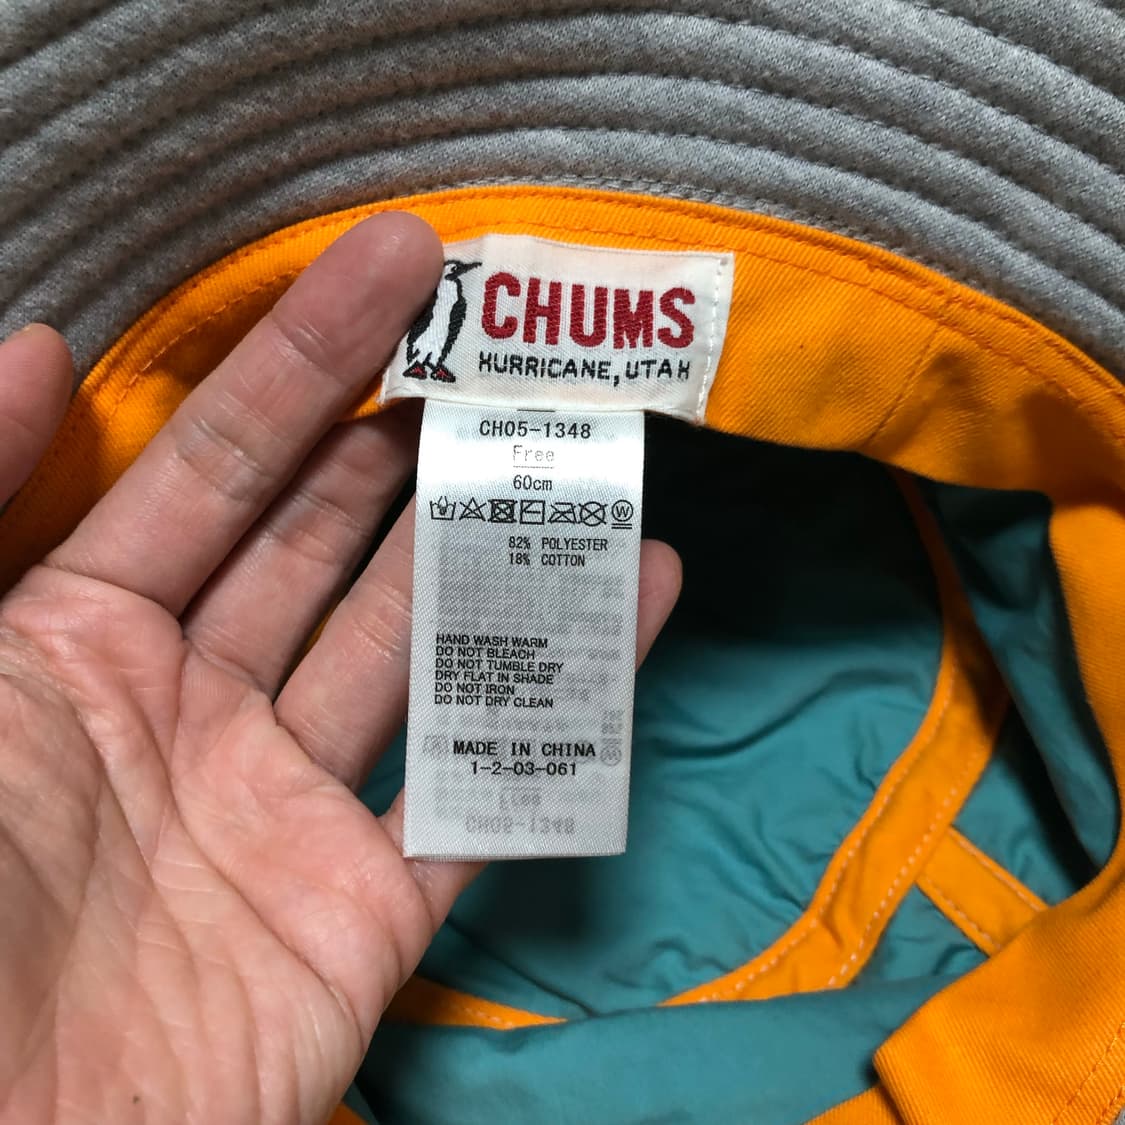 CHUMS
HURRICANE, UTAH
CH05-1348
Free
60cm
W
82% POLYESTER
18% COTTON
HAND WASH WARM
DO NOT BLEACH
DO NOT TUMBLE DRY
DRY FLAT IN SHADE
DO NOT IRON
DO NOT DRY CLEAN
MADE IN CHINA
1-2-03-061